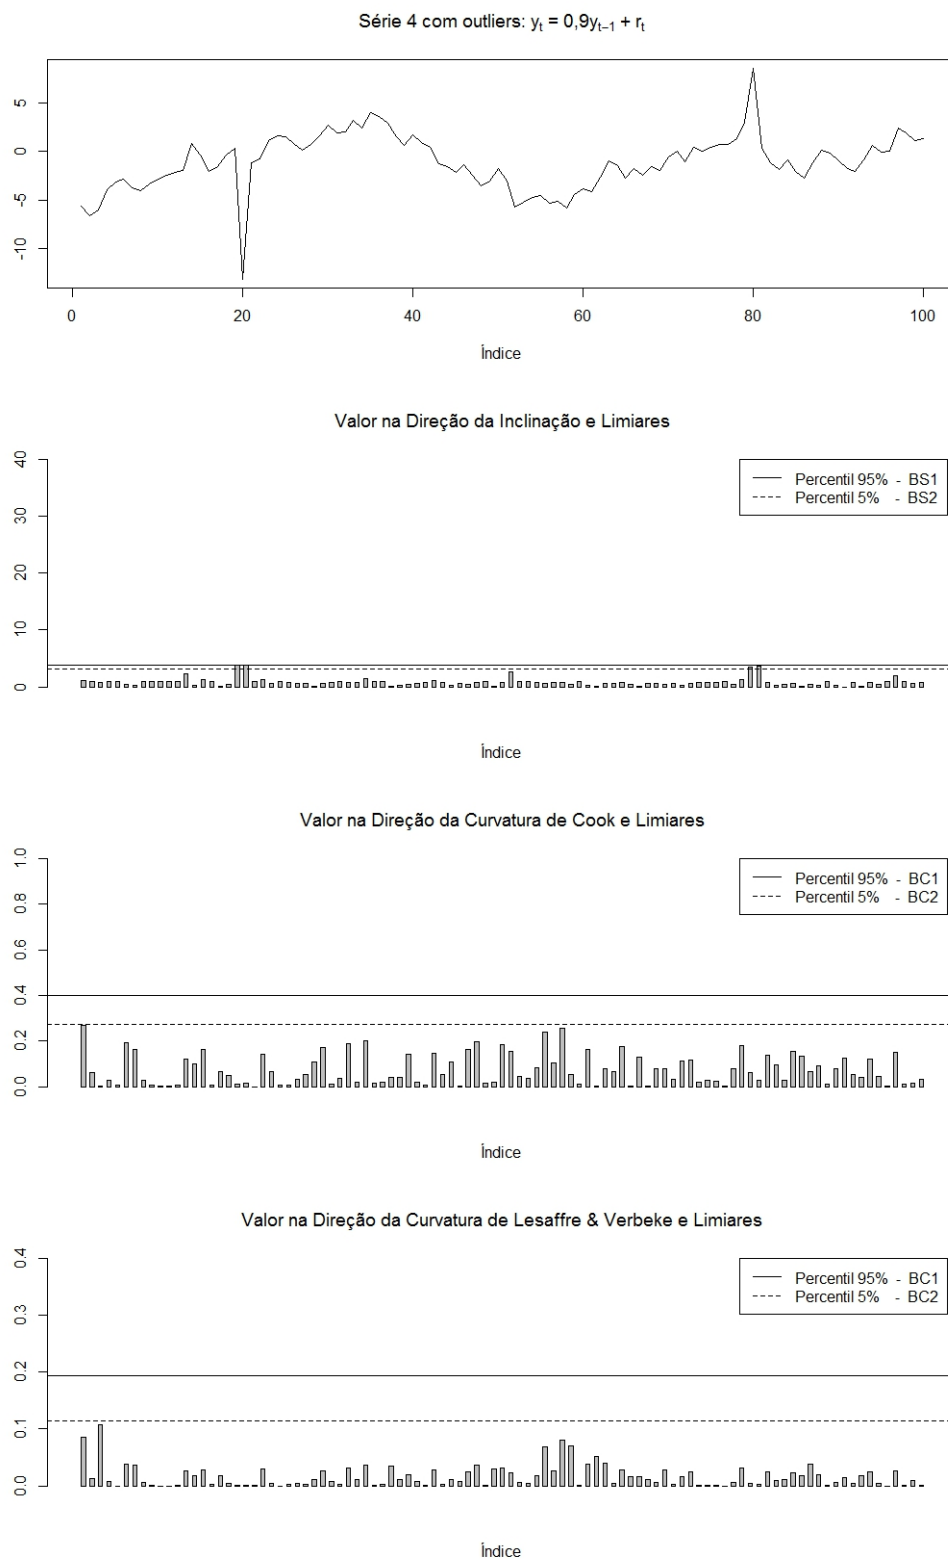 Série 4 com outliers: yₜ = 0,9yₜ₋₁ + rₜ
5
0
-5
-10
0 20 40 60 80 100
Índice
Valor na Direção da Inclinação e Limiares
40
30
20
10
0
Percentil 95% - BS1
Percentil 5% - BS2
Índice
Valor na Direção da Curvatura de Cook e Limiares
1.0
0.8
0.6
0.4
0.2
0.0
Percentil 95% - BC1
Percentil 5% - BC2
Índice
Valor na Direção da Curvatura de Lesaffre & Verbeke e Limiares
0.4
0.3
0.2
0.1
0.0
Percentil 95% - BC1
Percentil 5% - BC2
Índice